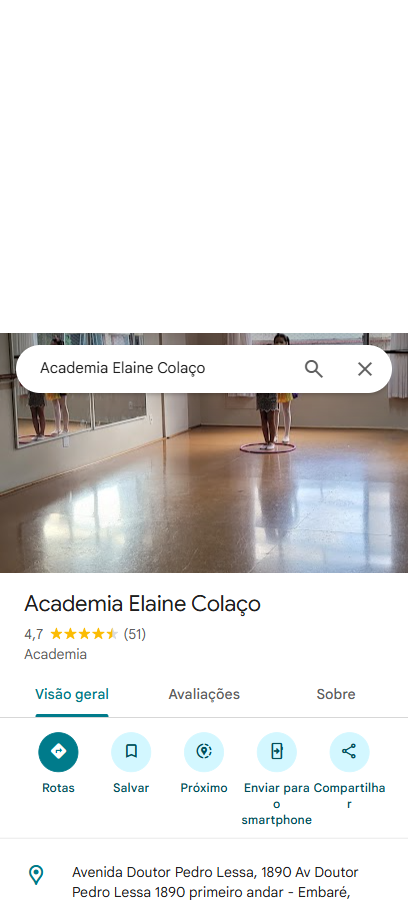 Academia Elaine Colaço
Academia Elaine Colaço
4,7 (51)
Academia
Visão geral
Avaliações
Sobre
Rotas
Salvar
Próximo
Enviar para
o
smartphone
Compartilha
r
Avenida Doutor Pedro Lessa, 1890 Av Doutor
Pedro Lessa 1890 primeiro andar - Embaré,